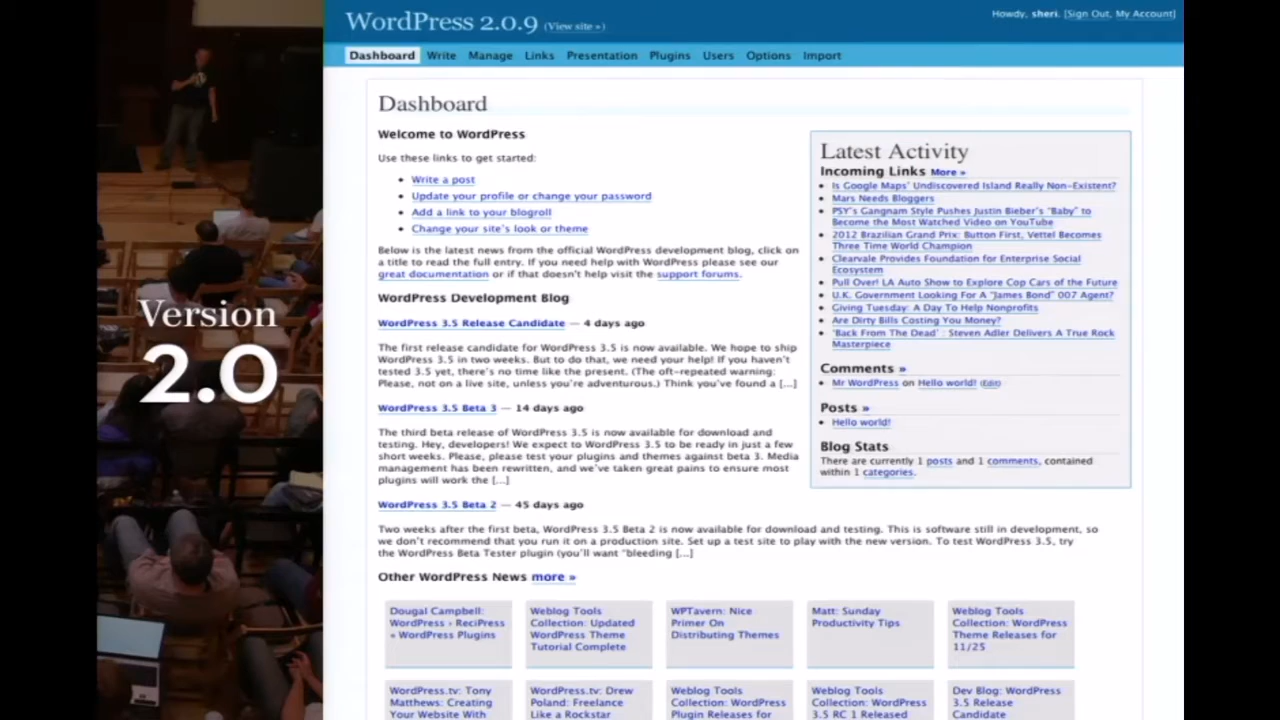 Version
2.0
WordPress 2.0.9 (View site »)
Howdy, sheri. [Sign Out, My Account]
Dashboard Write Manage Links Presentation Plugins Users Options Import
Dashboard
Welcome to WordPress
Use these links to get started:
• Write a post
• Update your profile or change your password
• Add a link to your blogroll
• Change your site's look or theme
Below is the latest news from the official WordPress development blog, click on
a title to read the full entry. If you need help with WordPress please see our
great documentation or if that doesn't help visit the support forums.
WordPress Development Blog
WordPress 3.5 Release Candidate — 4 days ago
The first release candidate for WordPress 3.5 is now available. We hope to ship
WordPress 3.5 in two weeks. But to do that, we need your help! If you haven't
tested 3.5 yet, there's no time like the present. (The oft-repeated warning:
Please, not on a live site, unless you're adventurous.) Think you've found a [...]
WordPress 3.5 Beta 3 — 14 days ago
The third beta release of WordPress 3.5 is now available for download and
testing. Hey, developers! We expect to WordPress 3.5 to be ready in just a few
short weeks. Please, please test your plugins and themes against beta 3. Media
management has been rewritten, and we've taken great pains to ensure most
plugins will work the [...]
WordPress 3.5 Beta 2 — 45 days ago
Two weeks after the first beta, WordPress 3.5 Beta 2 is now available for download and testing. This is software still in development, so
we don't recommend that you run it on a production site. Set up a test site to play with the new version. To test WordPress 3.5, try
the WordPress Beta Tester plugin (you'll want "bleeding [...]
Latest Activity
Incoming Links More »
• Is Google Maps' Undiscovered Island Really Non-Existent?
• Mars Needs Bloggers
• PSY's Gangnam Style Pushes Justin Bieber's "Baby" to
Become the Most Watched Video on YouTube
• 2012 Brazilian Grand Prix: Button First, Vettel Becomes
Three Time World Champion
• Clearvale Provides Foundation for Enterprise Social
Ecosystem
• Pull Over! LA Auto Show to Explore Cop Cars of the Future
• U.K. Government Looking For A "James Bond" 007 Agent?
• Giving Tuesday: A Day To Help Nonprofits
• Are Dirty Bills Costing You Money?
• 'Back From The Dead' : Steven Adler Delivers A True Rock
Masterpiece
Comments »
• Mr WordPress on Hello world! (Edit)
Posts »
• Hello world!
Blog Stats
There are currently 1 posts and 1 comments, contained
within 1 categories.
Other WordPress News more »
Dougal Campbell:
WordPress › ReciPress
« WordPress Plugins
Weblog Tools
Collection: Updated
WordPress Theme
Tutorial Complete
WPTavern: Nice
Primer On
Distributing Themes
Matt: Sunday
Productivity Tips
Weblog Tools
Collection: WordPress
Theme Releases for
11/25
WordPress.tv: Tony
Matthews: Creating
Your Website With
WordPress.tv: Drew
Poland: Freelance
Like a Rockstar
Weblog Tools
Collection: WordPress
Plugin Releases for
Weblog Tools
Collection: WordPress
3.5 RC 1 Released
Dev Blog: WordPress
3.5 Release
Candidate